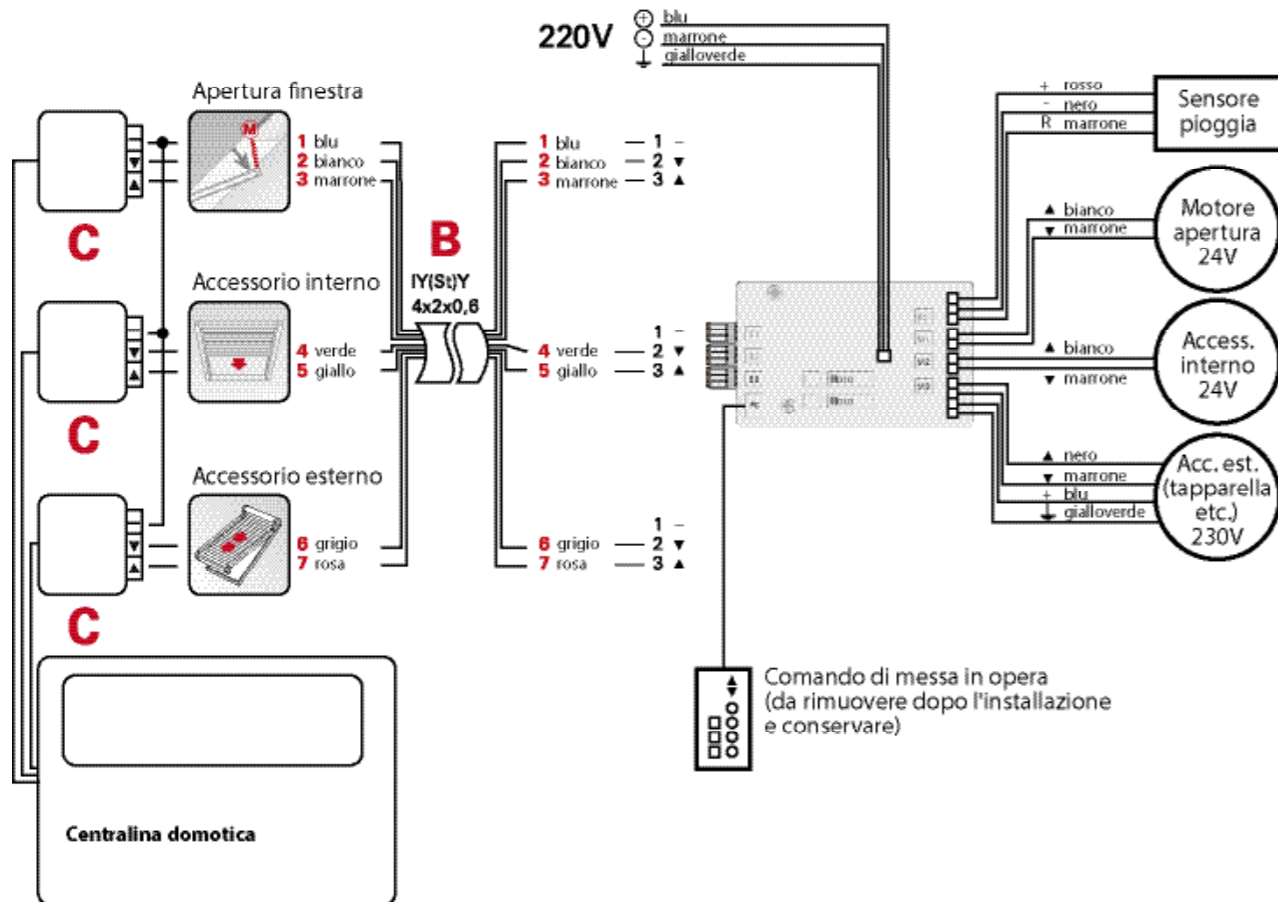 220V
+ blu
- marrone
gialloverde
Apertura finestra
M
1 blu
2 bianco
3 marrone
C
Accessorio interno
4 verde
5 giallo
C
Accessorio esterno
6 grigio
7 rosa
C
Centralina domotica
B
IY(St)Y
4x2x0,6
1 blu — 1 –
2 bianco — 2 ▼
3 marrone — 3 ▲
1 –
4 verde — 2 ▼
5 giallo — 3 ▲
1 –
6 grigio — 2 ▼
7 rosa — 3 ▲
+ rosso
- nero
R marrone
Sensore
pioggia
▲ bianco
▼ marrone
Motore
apertura
24V
▲ bianco
▼ marrone
Access.
interno
24V
▲ nero
▼ marrone
+ blu
gialloverde
Acc. est.
(tapparella
etc.)
230V
Comando di messa in opera
(da rimuovere dopo l'installazione
e conservare)